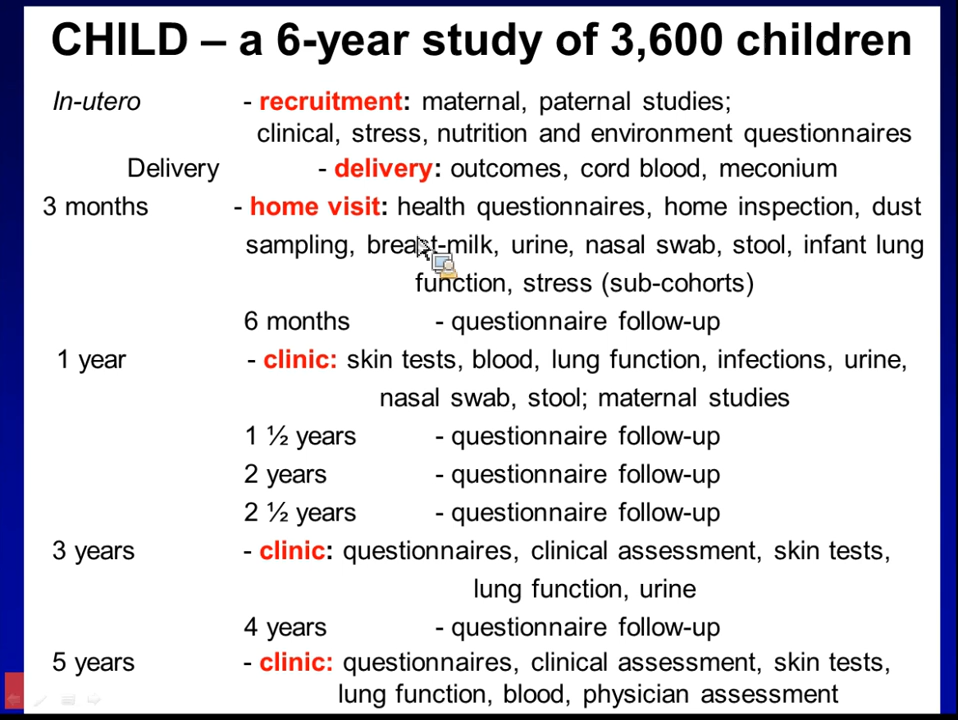 CHILD – a 6-year study of 3,600 children
In-utero - recruitment: maternal, paternal studies;
clinical, stress, nutrition and environment questionnaires
Delivery - delivery: outcomes, cord blood, meconium
3 months - home visit: health questionnaires, home inspection, dust
sampling, breast-milk, urine, nasal swab, stool, infant lung
function, stress (sub-cohorts)
6 months - questionnaire follow-up
1 year - clinic: skin tests, blood, lung function, infections, urine,
nasal swab, stool; maternal studies
1 ½ years - questionnaire follow-up
2 years - questionnaire follow-up
2 ½ years - questionnaire follow-up
3 years - clinic: questionnaires, clinical assessment, skin tests,
lung function, urine
4 years - questionnaire follow-up
5 years - clinic: questionnaires, clinical assessment, skin tests,
lung function, blood, physician assessment